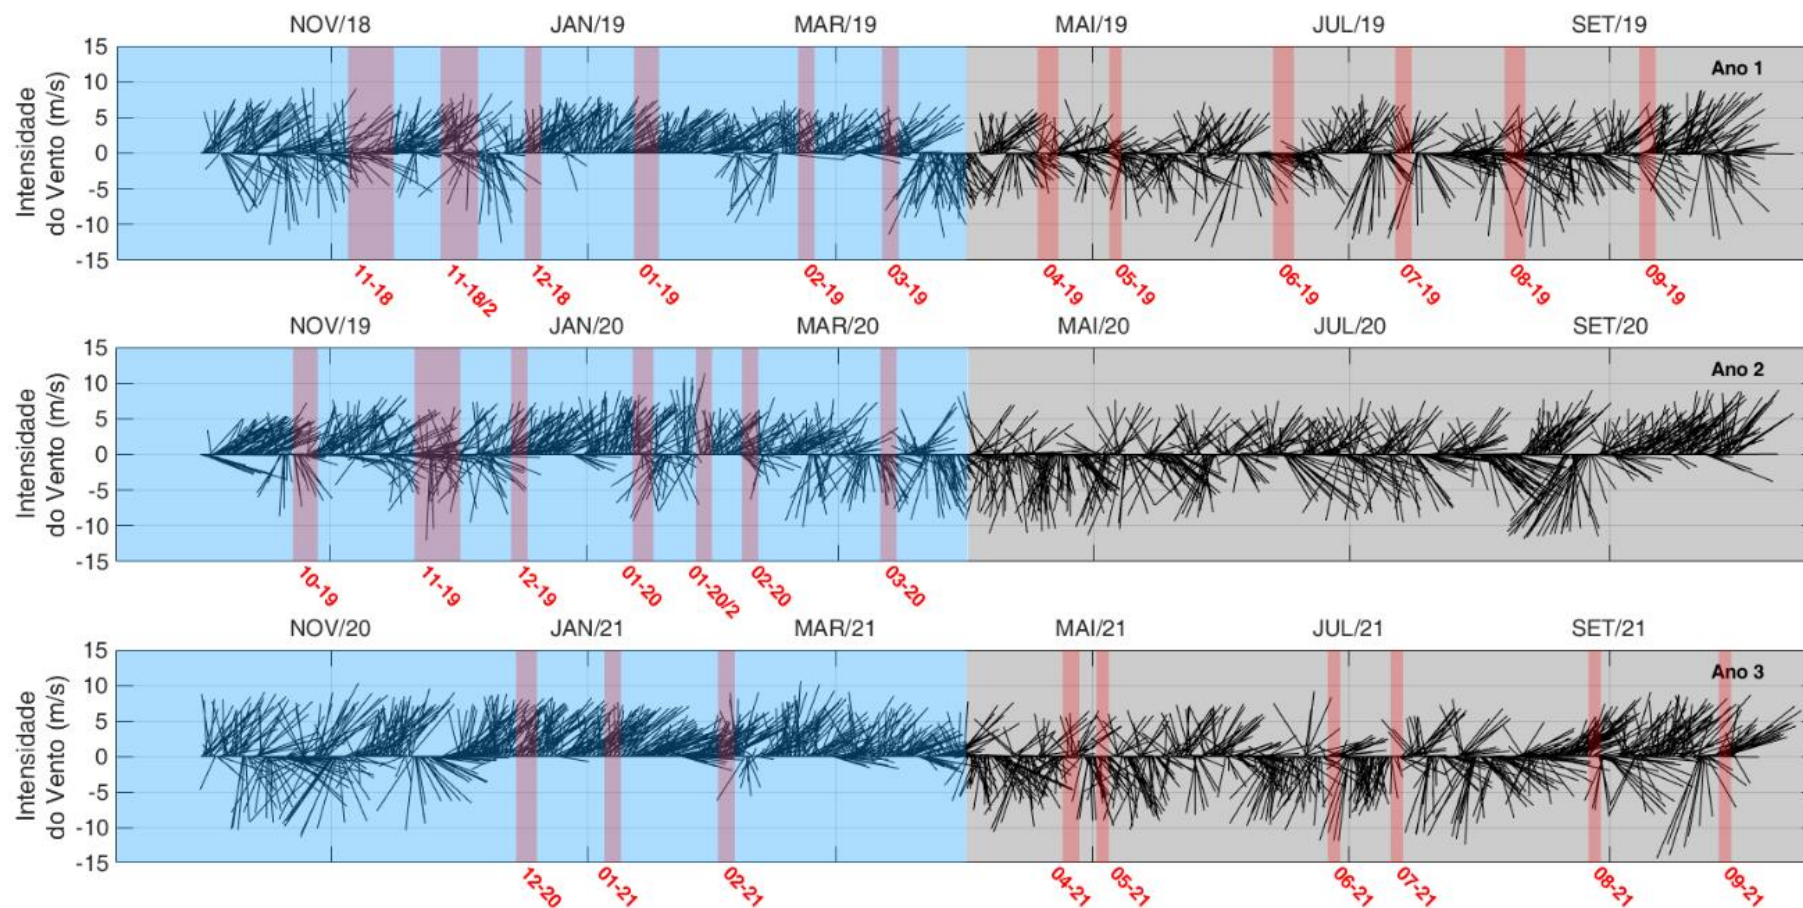 NOV/18 JAN/19 MAR/19 MAI/19 JUL/19 SET/19
Intensidade
do Vento (m/s)
15
10
5
0
-5
-10
-15
Ano 1
11-18 11-18/2 12-18 01-19 02-19 03-19 04-19 05-19 06-19 07-19 08-19 09-19
NOV/19 JAN/20 MAR/20 MAI/20 JUL/20 SET/20
Intensidade
do Vento (m/s)
15
10
5
0
-5
-10
-15
Ano 2
10-19 11-19 12-19 01-20 01-20/2 02-20 03-20
NOV/20 JAN/21 MAR/21 MAI/21 JUL/21 SET/21
Intensidade
do Vento (m/s)
15
10
5
0
-5
-10
-15
Ano 3
12-20 01-21 02-21 04-21 05-21 06-21 07-21 08-21 09-21